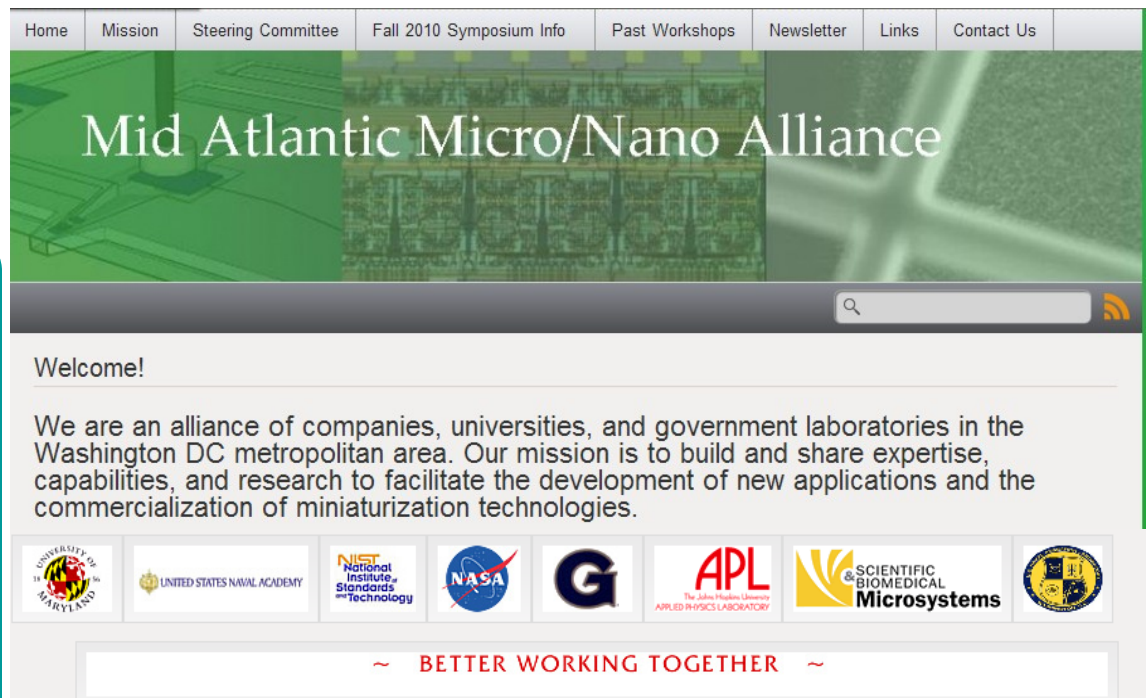 Home Mission Steering Committee Fall 2010 Symposium Info Past Workshops Newsletter Links Contact Us
Mid Atlantic Micro/Nano Alliance
Welcome!
We are an alliance of companies, universities, and government laboratories in the
Washington DC metropolitan area. Our mission is to build and share expertise,
capabilities, and research to facilitate the development of new applications and the
commercialization of miniaturization technologies.
UNIVERSITY OF
18 56
MARYLAND
UNITED STATES NAVAL ACADEMY
NIST
National
Institute of
Standards
and Technology
NASA
G
APL
The Johns Hopkins University
APPLIED PHYSICS LABORATORY
&SCIENTIFIC
BIOMEDICAL
Microsystems
~ BETTER WORKING TOGETHER ~